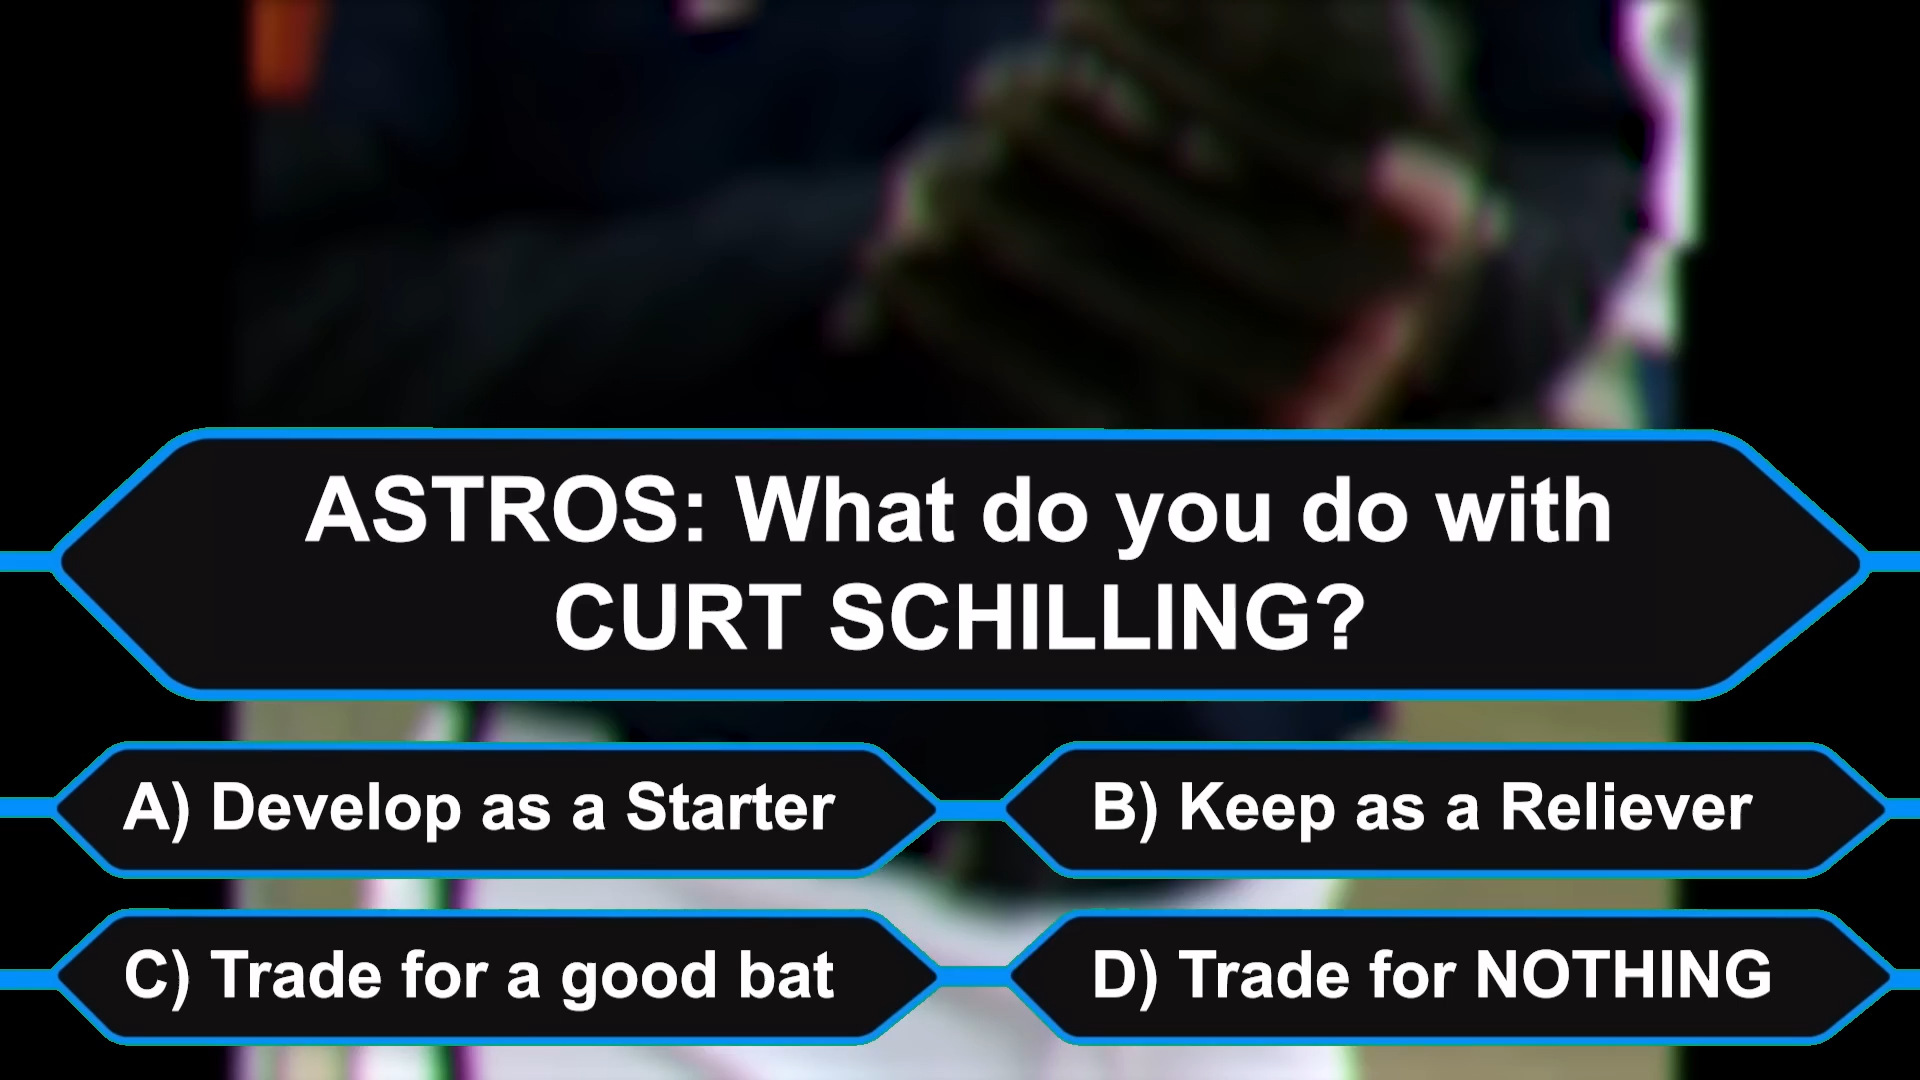 ASTROS: What do you do with
CURT SCHILLING?
A) Develop as a Starter
B) Keep as a Reliever
C) Trade for a good bat
D) Trade for NOTHING